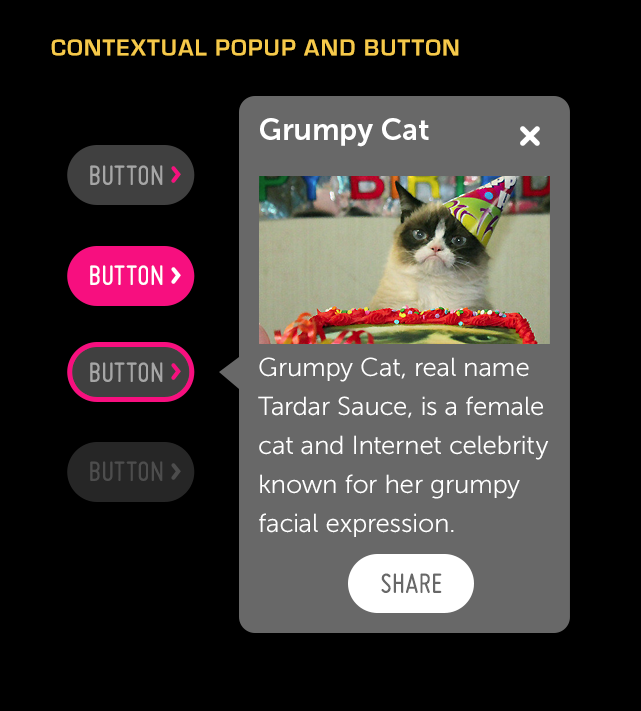 CONTEXTUAL POPUP AND BUTTON
BUTTON
BUTTON
BUTTON
BUTTON
Grumpy Cat
Grumpy Cat, real name
Tardar Sauce, is a female
cat and Internet celebrity
known for her grumpy
facial expression.
SHARE